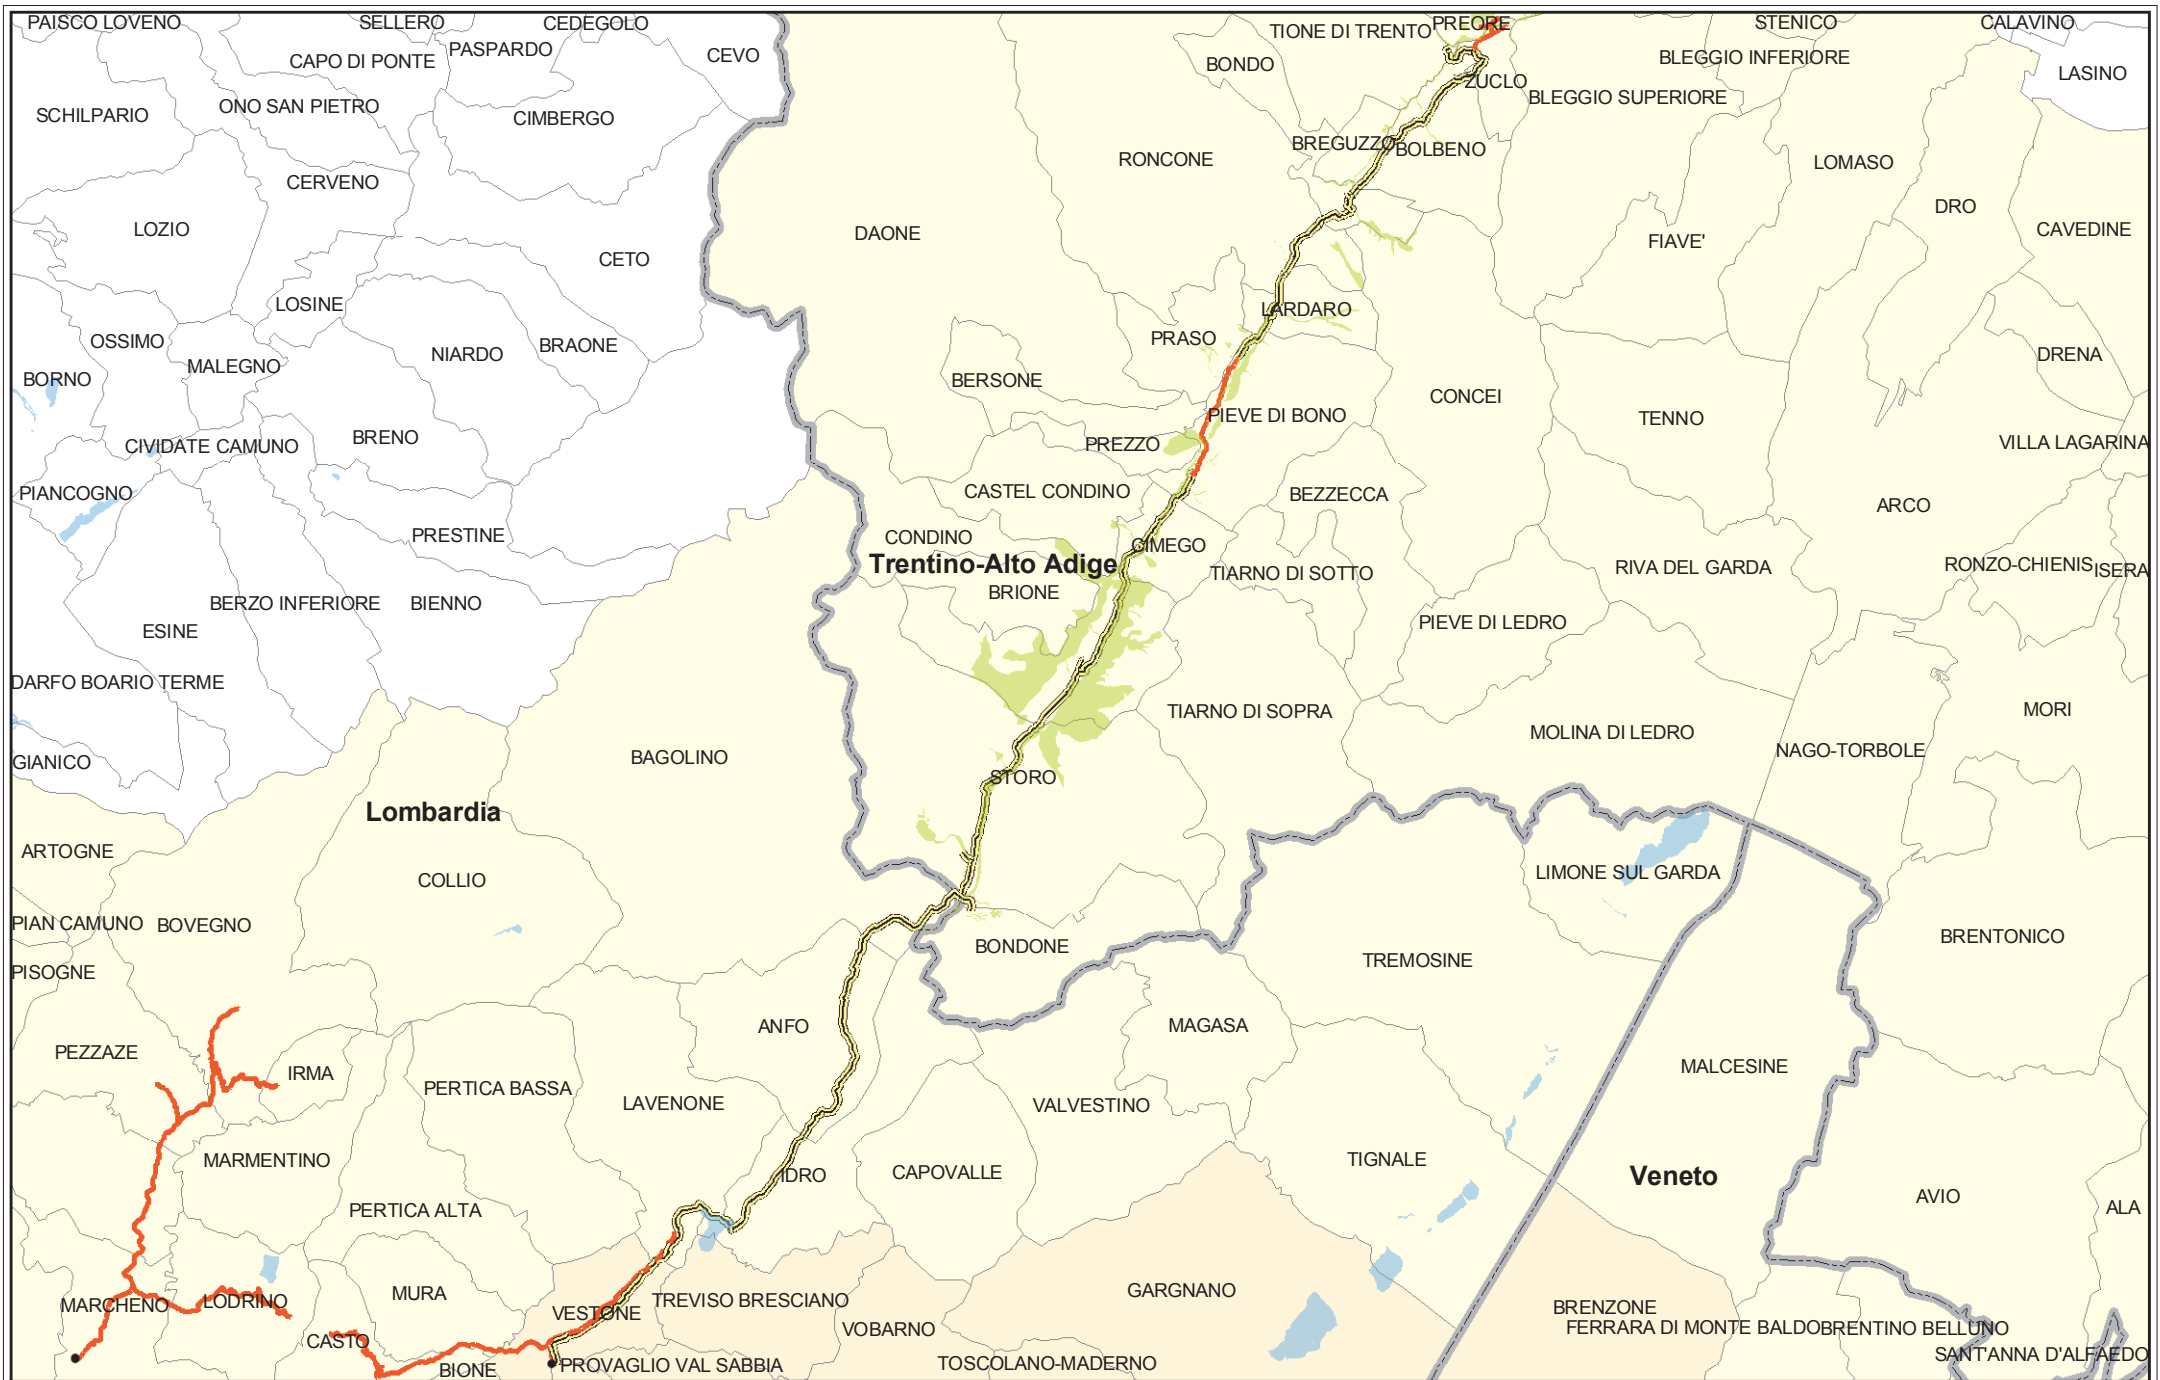 PAISCO LOVENO
SELLERO
CEDEGOLO
TIONE DI TRENTO
PREORE
STENICO
CALAVINO
CAPO DI PONTE
PASPARDO
CEVO
BONDO
BLEGGIO INFERIORE
LASINO
ZUCLO
BLEGGIO SUPERIORE
SCHILPARIO
ONO SAN PIETRO
CIMBERGO
BREGUZZO
BOLBENO
RONCONE
LOMASO
CERVENO
DRO
LOZIO
DAONE
FIAVE'
CAVEDINE
CETO
LOSINE
LARDARO
OSSIMO
BRAONE
PRASO
NIARDO
DRENA
MALEGNO
BORNO
BERSONE
CONCEI
PIEVE DI BONO
TENNO
BRENO
PREZZO
VILLA LAGARINA
CIVIDATE CAMUNO
PIANCOGNO
CASTEL CONDINO
BEZZECCA
ARCO
PRESTINE
CONDINO
CIMEGO
Trentino-Alto Adige
TIARNO DI SOTTO
RIVA DEL GARDA
RONZO-CHIENIS
ISERA
BRIONE
BERZO INFERIORE
BIENNO
ESINE
PIEVE DI LEDRO
DARFO BOARIO TERME
TIARNO DI SOPRA
MORI
MOLINA DI LEDRO
NAGO-TORBOLE
GIANICO
BAGOLINO
STORO
Lombardia
ARTOGNE
COLLIO
LIMONE SUL GARDA
PIAN CAMUNO
BOVEGNO
BONDONE
BRENTONICO
TREMOSINE
PISOGNE
ANFO
MAGASA
PEZZAZE
IRMA
MALCESINE
PERTICA BASSA
LAVENONE
VALVESTINO
MARMENTINO
TIGNALE
IDRO
CAPOVALLE
Veneto
AVIO
ALA
PERTICA ALTA
MURA
GARGNANO
MARCHENO
LODRINO
VESTONE
TREVISO BRESCIANO
BRENZONE
VOBARNO
FERRARA DI MONTE BALDO
BRENTINO BELLUNO
CASTO
SANT'ANNA D'ALFAEDO
BIONE
PROVAGLIO VAL SABBIA
TOSCOLANO-MADERNO